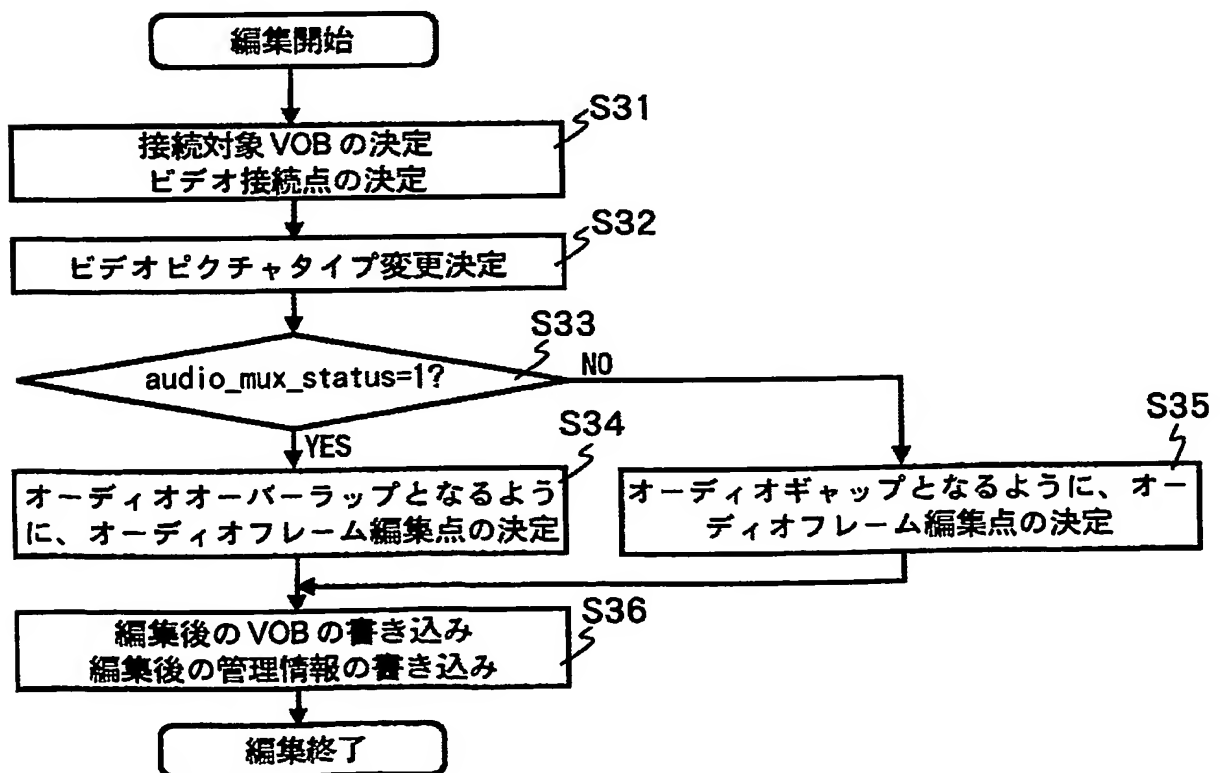 編集開始
S31
接続対象VOBの決定
ビデオ接続点の決定
S32
ビデオピクチャタイプ変更決定
S33
audio_mux_status=1?
NO
YES
S34
オーディオオーバーラップとなるよう
に、オーディオフレーム編集点の決定
S35
オーディオギャップとなるように、オー
ディオフレーム編集点の決定
S36
編集後のVOBの書き込み
編集後の管理情報の書き込み
編集終了